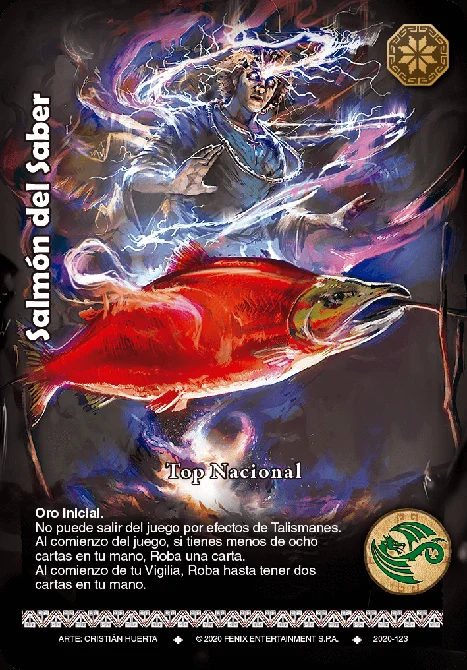 Salmón del Saber
Top Nacional
Oro Inicial.
No puede salir del juego por efectos de Talismanes.
Al comienzo del juego, si tienes menos de ocho
cartas en tu mano, Roba una carta.
Al comienzo de tu Vigilia, Roba hasta tener dos
cartas en tu mano.
ARTE: CRISTIÁN HUERTA © 2020 FENIX ENTERTAINMENT S.P.A. 2020-123